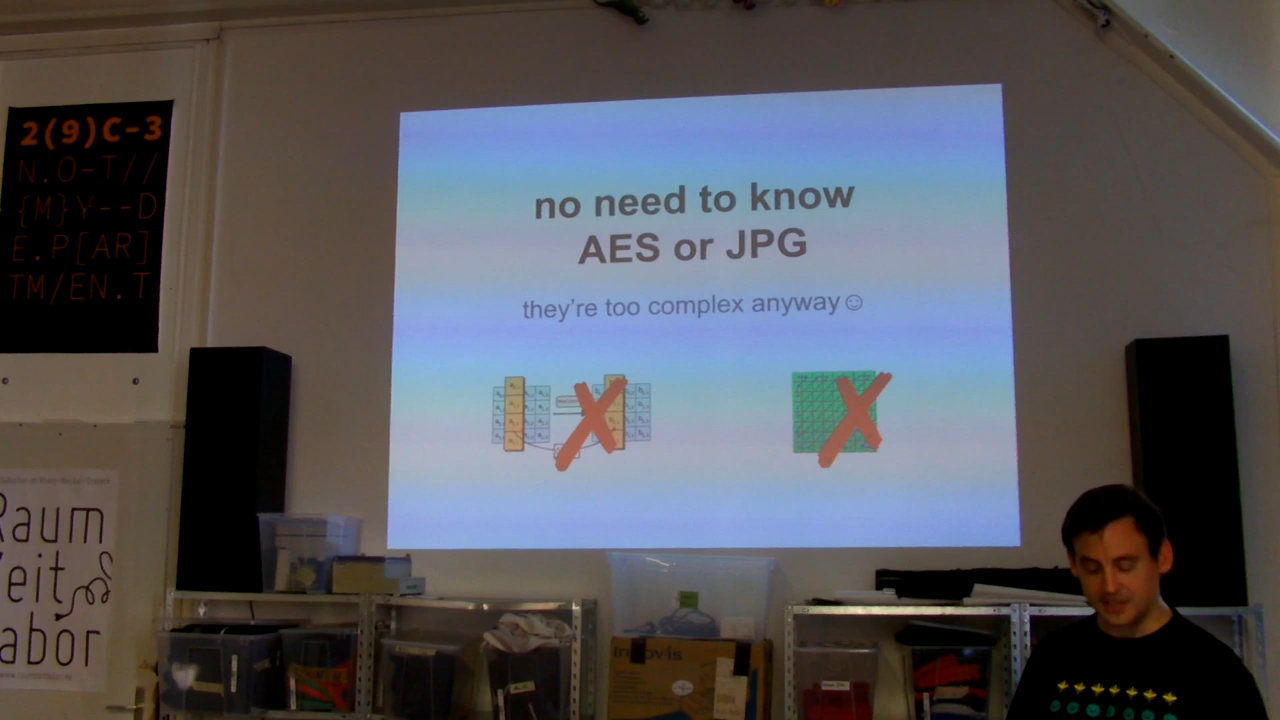 2(9)C-3
N.O-T//
{M}Y--D
E.P[AR]
TM/EN.T
no need to know
AES or JPG
they're too complex anyway☺
Raum
Zeit
Labor